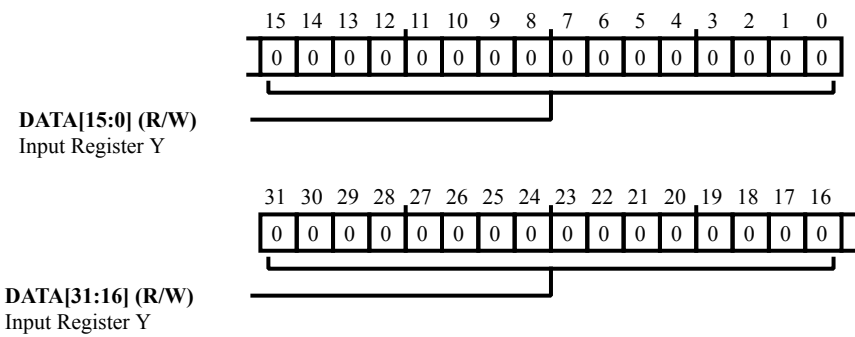 15 14 13 12 11 10 9 8 7 6 5 4 3 2 1 0
0 0 0 0 0 0 0 0 0 0 0 0 0 0 0 0
DATA[15:0] (R/W)
Input Register Y
31 30 29 28 27 26 25 24 23 22 21 20 19 18 17 16
0 0 0 0 0 0 0 0 0 0 0 0 0 0 0 0
DATA[31:16] (R/W)
Input Register Y